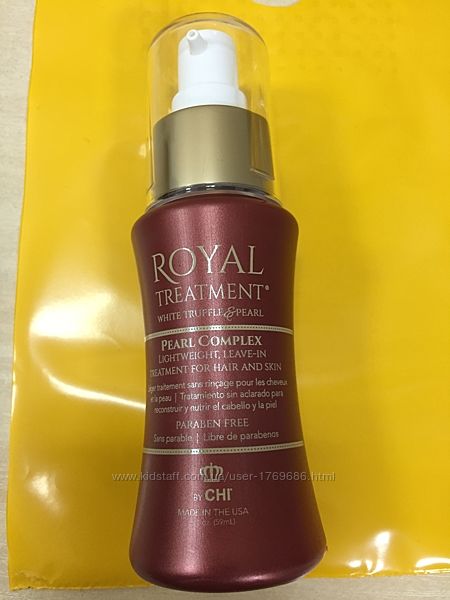 ROYAL
TREATMENT®
WHITE TRUFFLE & PEARL
PEARL COMPLEX
LIGHTWEIGHT, LEAVE-IN
TREATMENT FOR HAIR AND SKIN
Léger traitement sans rinçage pour les cheveux
et la peau | Tratamiento sin aclarado para
reconstruir y nutrir el cabello y la piel
PARABEN FREE
Sans parable | Libre de parabenos
www.kidstaff.com.ua/user-1769686.html
BY CHI
MADE IN THE USA
oz. (59mL)